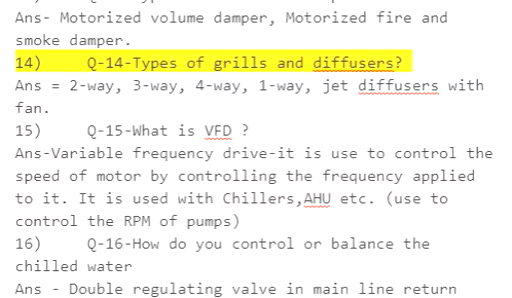 Ans- Motorized volume damper, Motorized fire and
smoke damper.
14) Q-14-Types of grills and diffusers?
Ans = 2-way, 3-way, 4-way, 1-way, jet diffusers with
fan.
15) Q-15-What is VFD ?
Ans-Variable frequency drive-it is use to control the
speed of motor by controlling the frequency applied
to it. It is used with Chillers,AHU etc. (use to
control the RPM of pumps)
16) Q-16-How do you control or balance the
chilled water
Ans - Double regulating valve in main line return